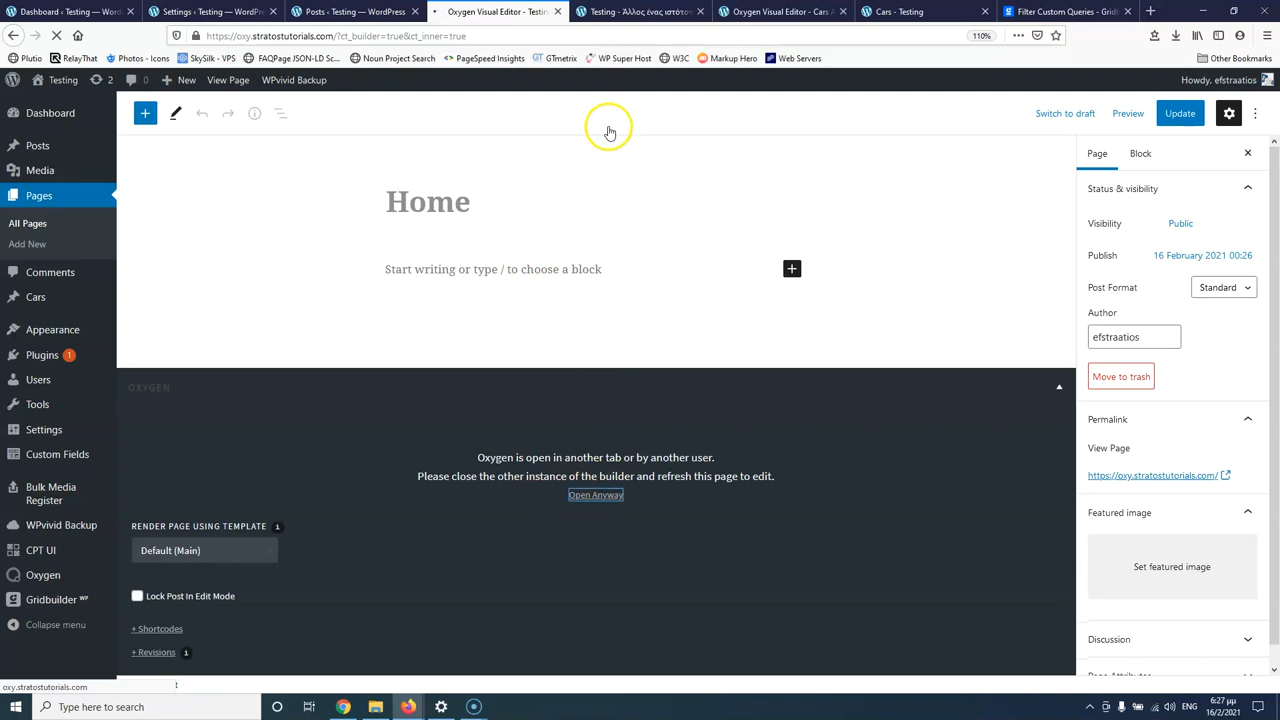 Dashboard ‹ Testing — WordPr
Settings ‹ Testing — WordPr
Posts ‹ Testing — WordPress
Oxygen Visual Editor - Testin
Testing - Άλλος ένας ιστότοπ
Oxygen Visual Editor - Cars A
Cars - Testing
Filter Custom Queries - Gridb
https://oxy.stratostutorials.com/?ct_builder=true&ct_inner=true
110%
Plutio
RelayThat
Photos - Icons
SkySilk - VPS
FAQPage JSON-LD Sc...
Noun Project Search
PageSpeed Insights
GTmetrix
WP Super Host
W3C
Markup Hero
Web Servers
Other Bookmarks
Testing
2
0
New
View Page
WPvivid Backup
Howdy, efstraatios
Dashboard
Posts
Media
Pages
All Pages
Add New
Comments
Cars
Appearance
Plugins 1
Users
Tools
Settings
Custom Fields
Bulk Media
Register
WPvivid Backup
CPT UI
Oxygen
Gridbuilder WP
Collapse menu
Switch to draft
Preview
Update
Home
Start writing or type / to choose a block
OXYGEN
Oxygen is open in another tab or by another user.
Please close the other instance of the builder and refresh this page to edit.
Open Anyway
RENDER PAGE USING TEMPLATE
Default (Main)
Lock Post In Edit Mode
+ Shortcodes
+ Revisions
Page
Block
Status & visibility
Visibility
Public
Publish
16 February 2021 00:26
Post Format
Standard
Author
efstraatios
Move to trash
Permalink
View Page
https://oxy.stratostutorials.com/
Featured image
Set featured image
Discussion
Page Attributes
oxy.stratostutorials.com
Type here to search
6:27 μμ
16/2/2021